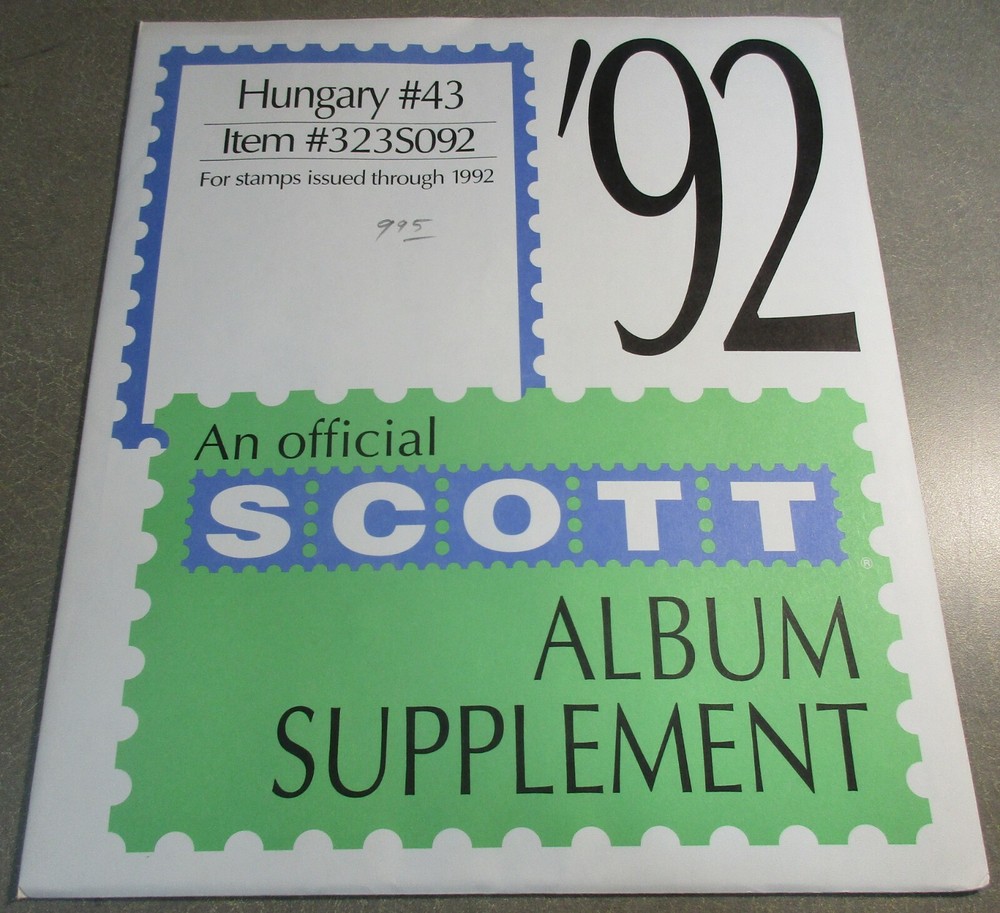 Hungary #43
Item #323S092
For stamps issued through 1992
995
'92
An official
SCOTT
®
ALBUM
SUPPLEMENT